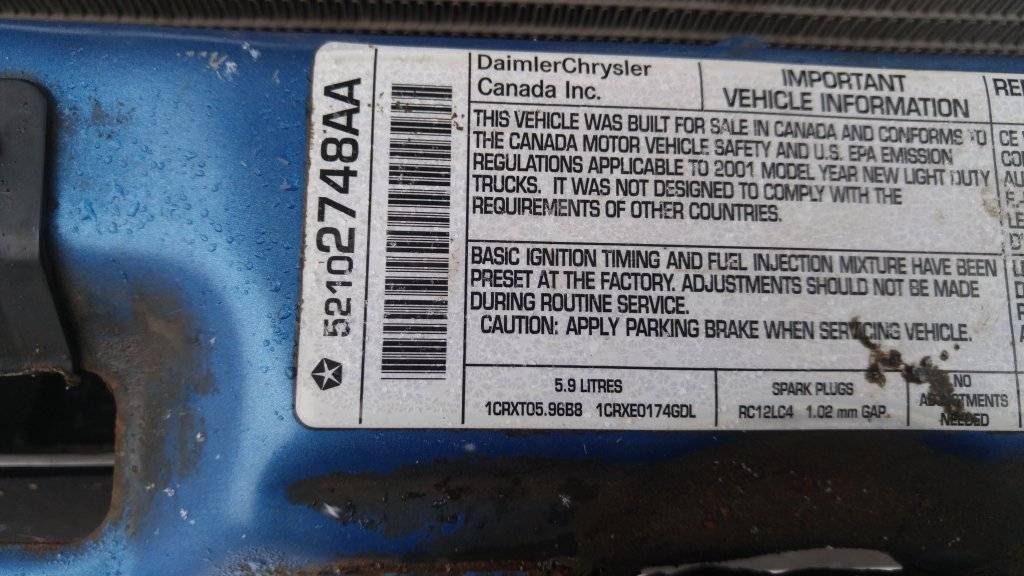 52102748AA
DaimlerChrysler
Canada Inc.
IMPORTANT
VEHICLE INFORMATION
THIS VEHICLE WAS BUILT FOR SALE IN CANADA AND CONFORMS TO
THE CANADA MOTOR VEHICLE SAFETY AND U.S. EPA EMISSION
REGULATIONS APPLICABLE TO 2001 MODEL YEAR NEW LIGHT DUTY
TRUCKS. IT WAS NOT DESIGNED TO COMPLY WITH THE
REQUIREMENTS OF OTHER COUNTRIES.
BASIC IGNITION TIMING AND FUEL INJECTION MIXTURE HAVE BEEN
PRESET AT THE FACTORY. ADJUSTMENTS SHOULD NOT BE MADE
DURING ROUTINE SERVICE.
CAUTION: APPLY PARKING BRAKE WHEN SERVICING VEHICLE.
5.9 LITRES
1CRXT05.96B8 1CRXE0174GDL
SPARK PLUGS
RC12LC4 1.02 mm GAP.
NO
ADJUSTMENTS
NEEDED
CE